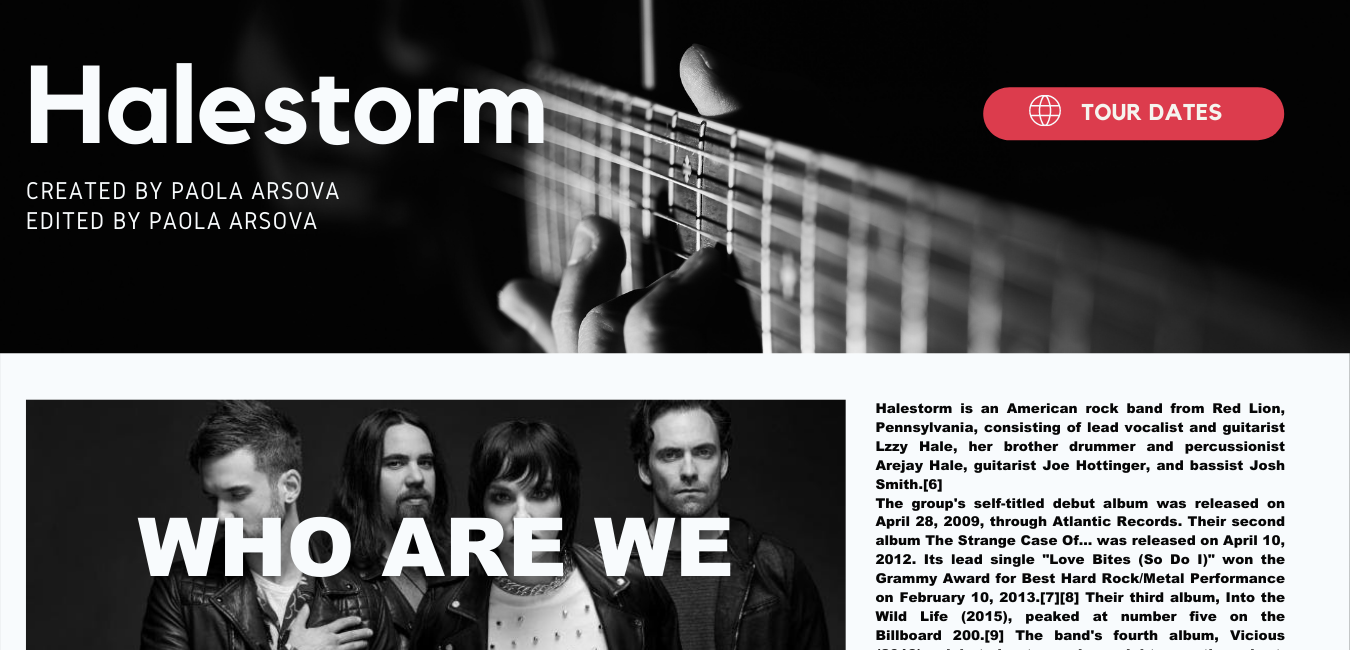 Halestorm
CREATED BY PAOLA ARSOVA
EDITED BY PAOLA ARSOVA
TOUR DATES
WHO ARE WE
Halestorm is an American rock band from Red Lion,
Pennsylvania, consisting of lead vocalist and guitarist
Lzzy Hale, her brother drummer and percussionist
Arejay Hale, guitarist Joe Hottinger, and bassist Josh
Smith.[6]
The group's self-titled debut album was released on
April 28, 2009, through Atlantic Records. Their second
album The Strange Case Of... was released on April 10,
2012. Its lead single "Love Bites (So Do I)" won the
Grammy Award for Best Hard Rock/Metal Performance
on February 10, 2013.[7][8] Their third album, Into the
Wild Life (2015), peaked at number five on the
Billboard 200.[9] The band's fourth album, Vicious